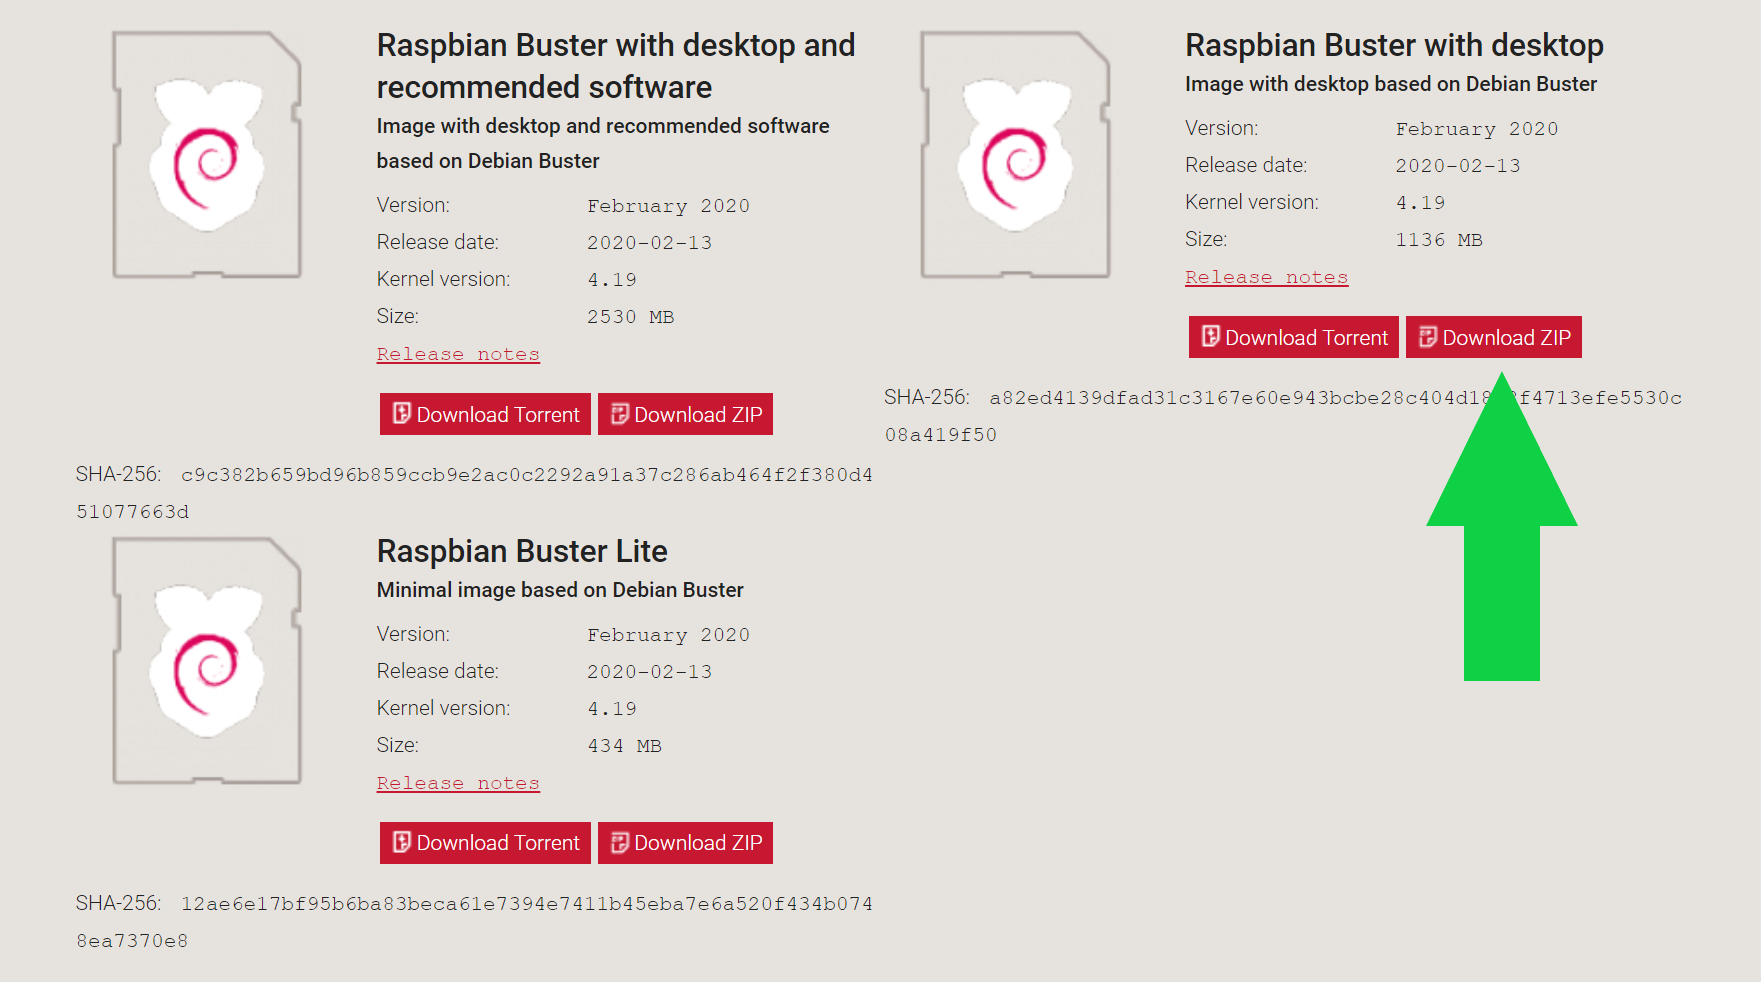 Raspbian Buster with desktop and
recommended software
Image with desktop and recommended software
based on Debian Buster
Version: February 2020
Release date: 2020-02-13
Kernel version: 4.19
Size: 2530 MB
Release notes
Download Torrent Download ZIP
SHA-256: c9c382b659bd96b859ccb9e2ac0c2292a91a37c286ab464f2f380d4
51077663d
Raspbian Buster with desktop
Image with desktop based on Debian Buster
Version: February 2020
Release date: 2020-02-13
Kernel version: 4.19
Size: 1136 MB
Release notes
Download Torrent Download ZIP
SHA-256:
08a419f50
Raspbian Buster Lite
Minimal image based on Debian Buster
Version: February 2020
Release date: 2020-02-13
Kernel version: 4.19
Size: 434 MB
Release notes
Download Torrent Download ZIP
SHA-256: 12ae6e17bf95b6ba83beca61e7394e7411b45eba7e6a520f434b074
8ea7370e8